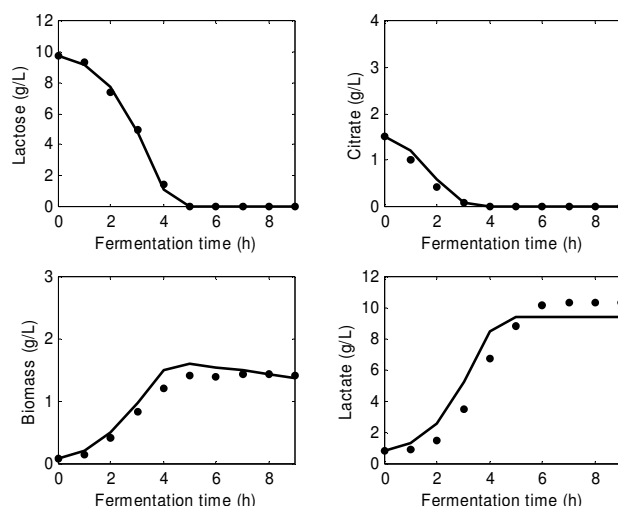 12
10
8
6
4
2
0
Lactose (g/L)
0 2 4 6 8
Fermentation time (h)
4
3
2
1
0
Citrate (g/L)
0 2 4 6 8
Fermentation time (h)
3
2
1
0
Biomass (g/L)
0 2 4 6 8
Fermentation time (h)
12
10
8
6
4
2
0
Lactate (g/L)
0 2 4 6 8
Fermentation time (h)